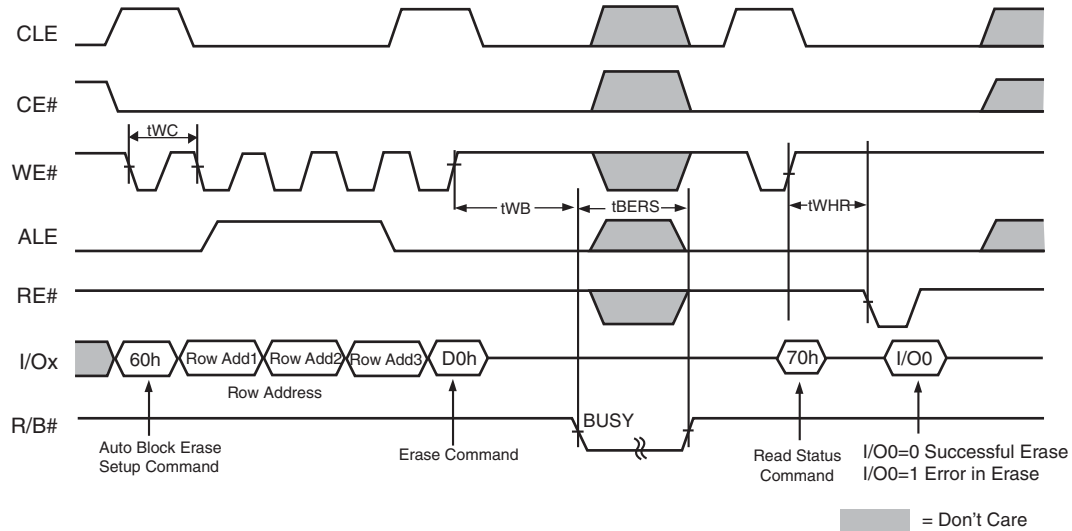 CLE
CE#
tWC
WE#
tWB
tBERS
tWHR
ALE
RE#
I/Ox
60h
Row Add1
Row Add2
Row Add3
D0h
70h
I/O0
Row Address
R/B#
BUSY
Auto Block Erase
Setup Command
Erase Command
Read Status
Command
I/O0=0 Successful Erase
I/O0=1 Error in Erase
= Don't Care